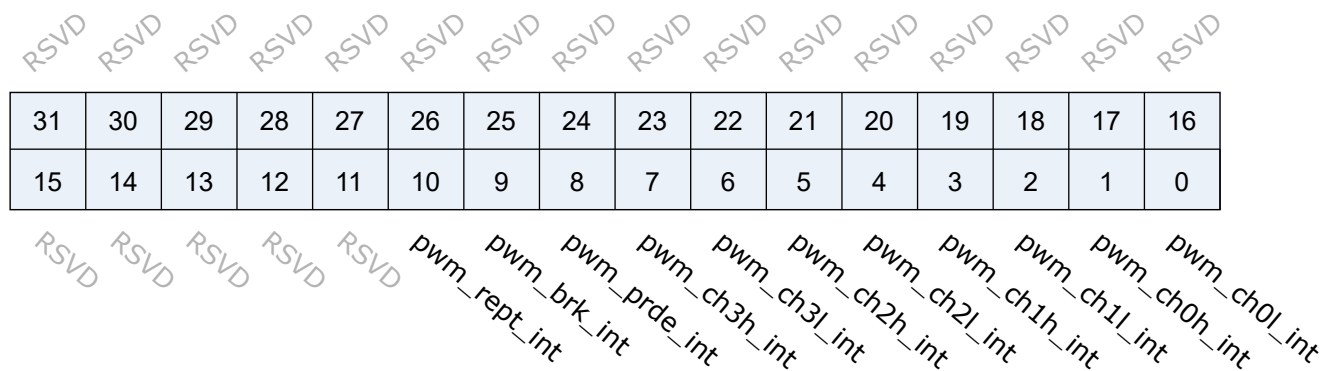 RSVD RSVD RSVD RSVD RSVD RSVD RSVD RSVD RSVD RSVD RSVD RSVD RSVD RSVD RSVD RSVD
31 30 29 28 27 26 25 24 23 22 21 20 19 18 17 16
15 14 13 12 11 10 9 8 7 6 5 4 3 2 1 0
RSVD RSVD RSVD RSVD RSVD pwm_rept_int pwm_brk_int pwm_prde_int pwm_ch3h_int pwm_ch3l_int pwm_ch2h_int pwm_ch2l_int pwm_ch1h_int pwm_ch1l_int pwm_ch0h_int pwm_ch0l_int